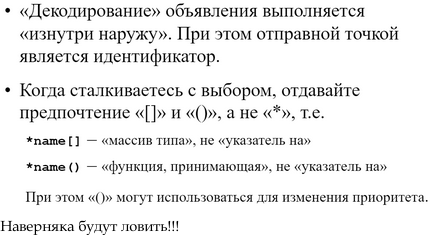 • «Декодирование» объявления выполняется
«изнутри наружу». При этом отправной точкой
является идентификатор.
• Когда сталкиваетесь с выбором, отдавайте
предпочтение «[]» и «()», а не «*», т.е.
*name[] – «массив типа», не «указатель на»
*name() – «функция, принимающая», не «указатель на»
При этом «()» могут использоваться для изменения приоритета.
Наверняка будут ловить!!!